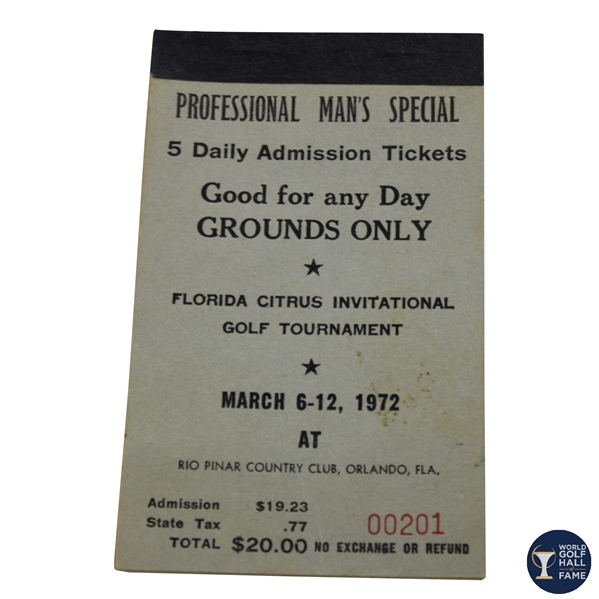 PROFESSIONAL MAN'S SPECIAL
5 Daily Admission Tickets
Good for any Day
GROUNDS ONLY
★
FLORIDA CITRUS INVITATIONAL
GOLF TOURNAMENT
★
MARCH 6-12, 1972
AT
RIO PINAR COUNTRY CLUB, ORLANDO, FLA.
Admission $19.23
State Tax .77 00201
TOTAL $20.00 NO EXCHANGE OR REFUND
WORLD
GOLF
HALL
of
FAME